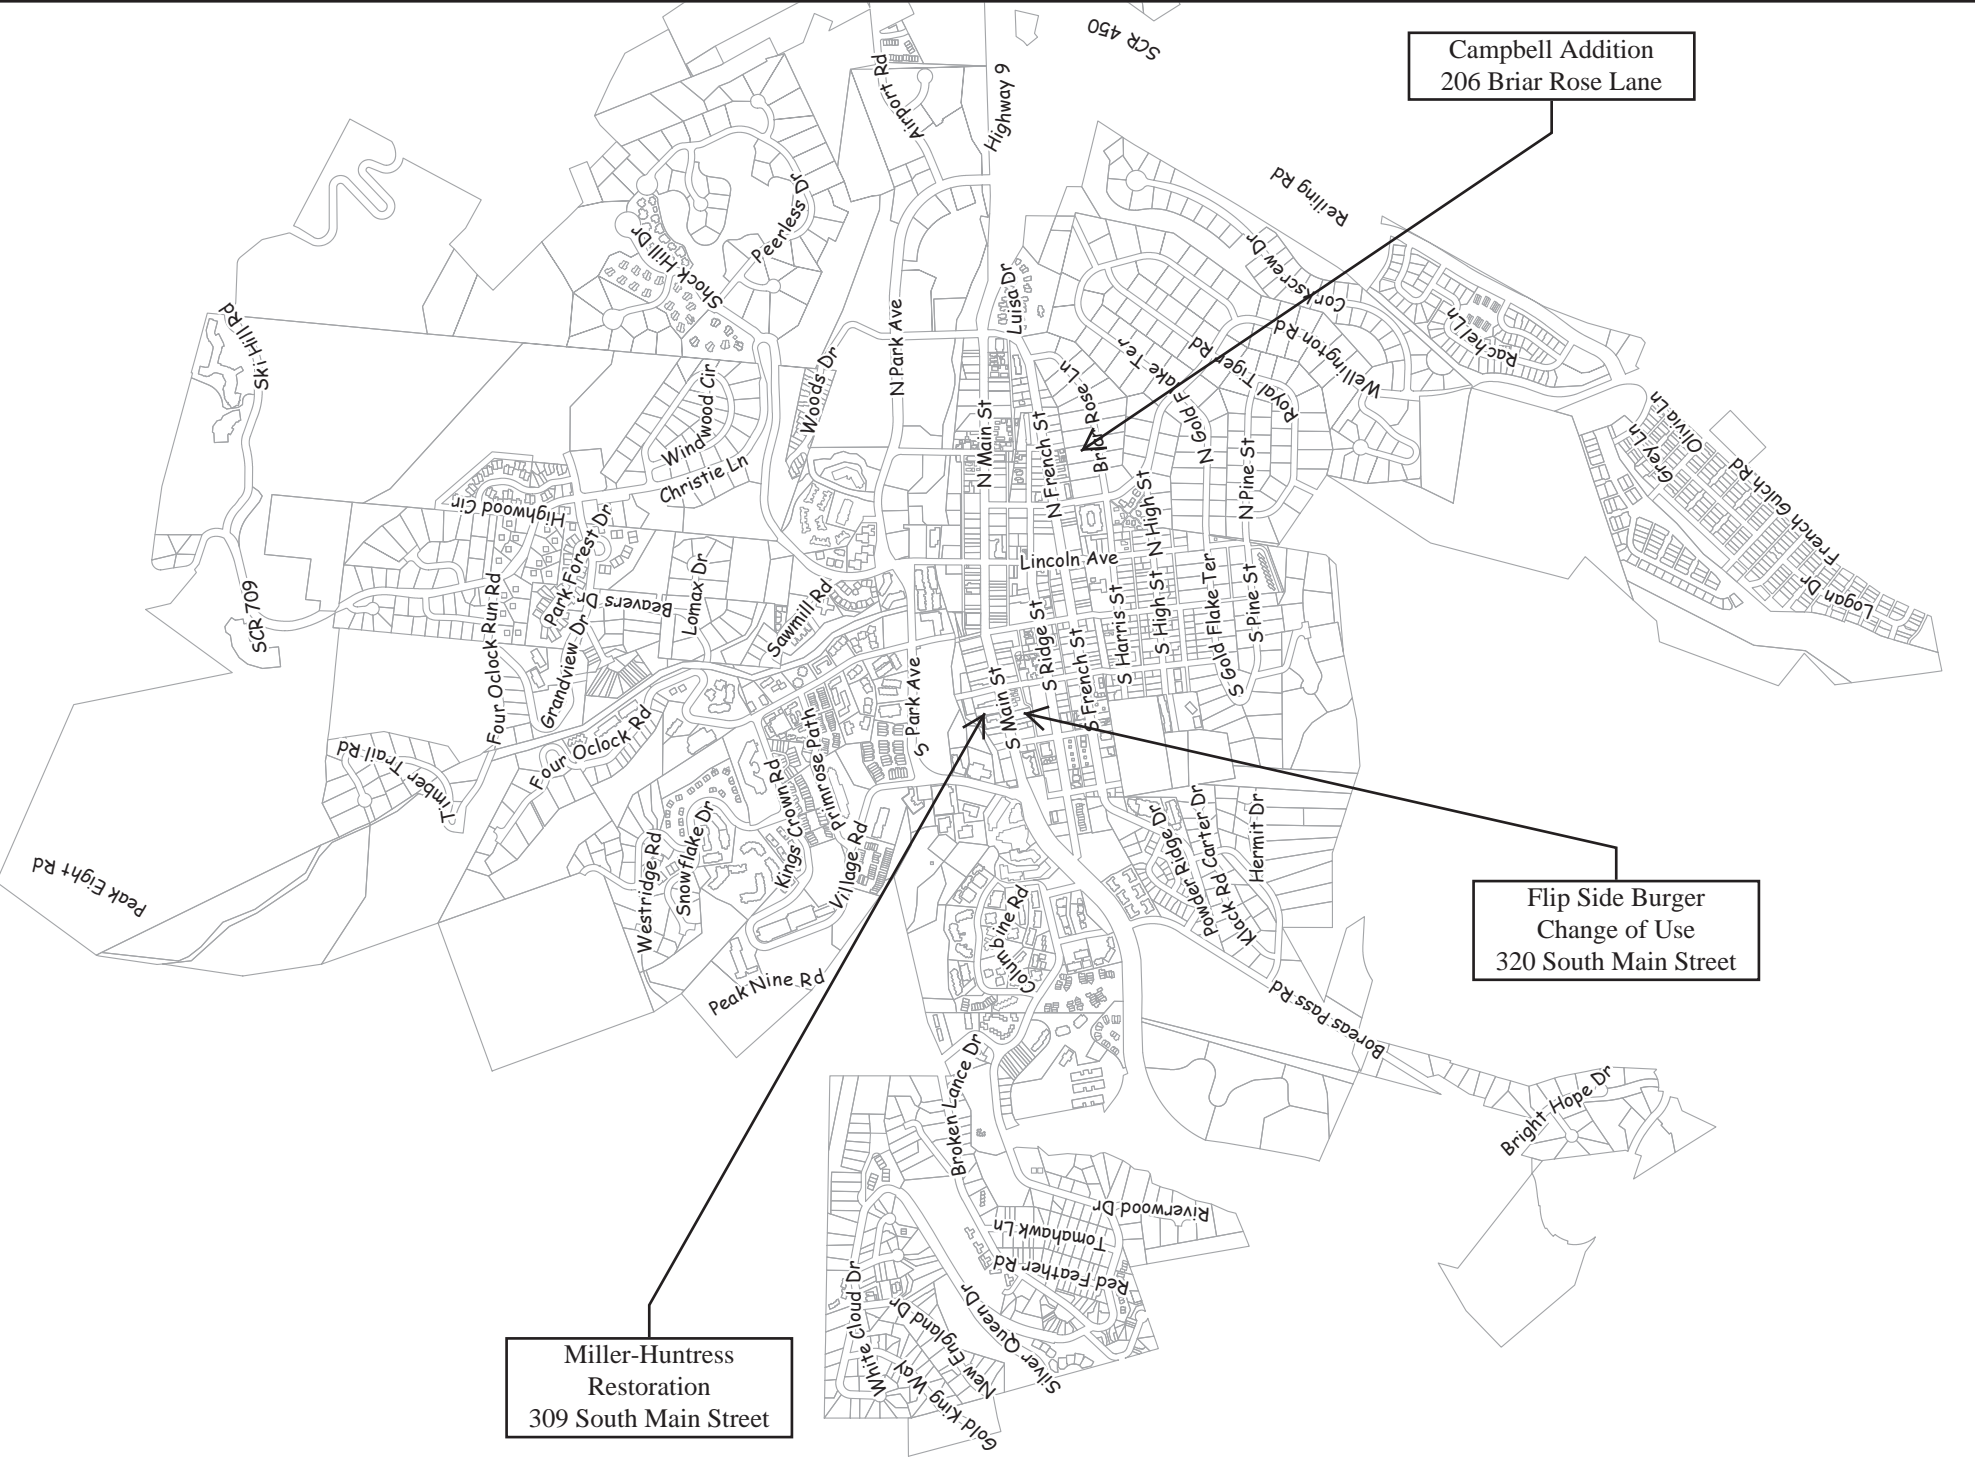 SCR 450
Campbell Addition
206 Briar Rose Lane
Airport Rd
Highway 9
Reiling Rd
Peerless Dr
Shock Hill Dr
Corkscrew Dr
Luisa Dr
Ski Hill Rd
N Park Ave
Wellington Rd
Rachel Ln
Royal Tiger Rd
Gold Flake Ter
Briar Rose Ln
Woods Dr
Windwood Cir
Christie Ln
N Main St
N French St
N Gold Flake Ter
N Pine St
Grey Ln
Olivia Ln
French Gulch Rd
Logan Dr
Highwood Cir
Park Forest Dr
N High St
Lincoln Ave
SCR 709
Four Oclock Run Rd
Beavers Dr
Lomax Dr
Sawmill Rd
Grandview Dr
S Ridge St
S French St
S Harris St
S High St
S Gold Flake Ter
S Pine St
S Park Ave
S Main St
Timber Trail Rd
Four Oclock Rd
Kings Crown Rd
Primrose Path
Peak Eight Rd
Westridge Rd
Snowflake Dr
Village Rd
Powder Ridge Dr
Klack Rd
Carter Dr
Hermit Dr
Flip Side Burger
Change of Use
320 South Main Street
Columbine Rd
Peak Nine Rd
Boreas Pass Rd
Broken Lance Dr
Bright Hope Dr
Riverwood Dr
Tomahawk Ln
Red Feather Rd
White Cloud Dr
New England Dr
Silver Queen Dr
Gold King Way
Miller-Huntress
Restoration
309 South Main Street